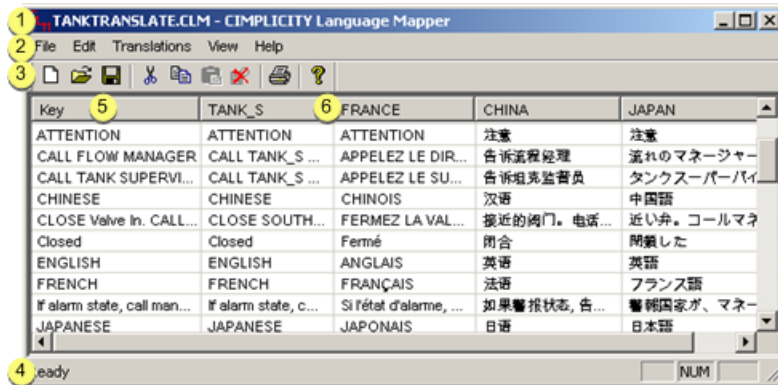 1 TANKTRANSLATE.CLM - CIMPLICITY Language Mapper
2 File Edit Translations View Help
3
Key 5 TANK_S 6 FRANCE CHINA JAPAN
ATTENTION ATTENTION ATTENTION 注意 注意
CALL FLOW MANAGER CALL TANK_S ... APPELEZ LE DIR... 告诉流程经理 流れのマネージャー
CALL TANK SUPERVI... CALL TANK_S ... APPELEZ LE SU... 告诉坦克监督员 タンクスーパーバイ
CHINESE CHINESE CHINOIS 汉语 中国語
CLOSE Valve In. CALL... CLOSE SOUTH... FERMEZ LA VAL... 接近的阀门。电话... 近い弁。コールマネ
Closed Closed Fermé 闭合 閉鎖した
ENGLISH ENGLISH ANGLAIS 英语 英語
FRENCH FRENCH FRANÇAIS 法语 フランス語
If alarm state, call man... If alarm state, c... Si l'état d'alarme, ... 如果警报状态, 告... 警報国家が、マネー
JAPANESE JAPANESE JAPONAIS 日语 日本語
4 eady NUM